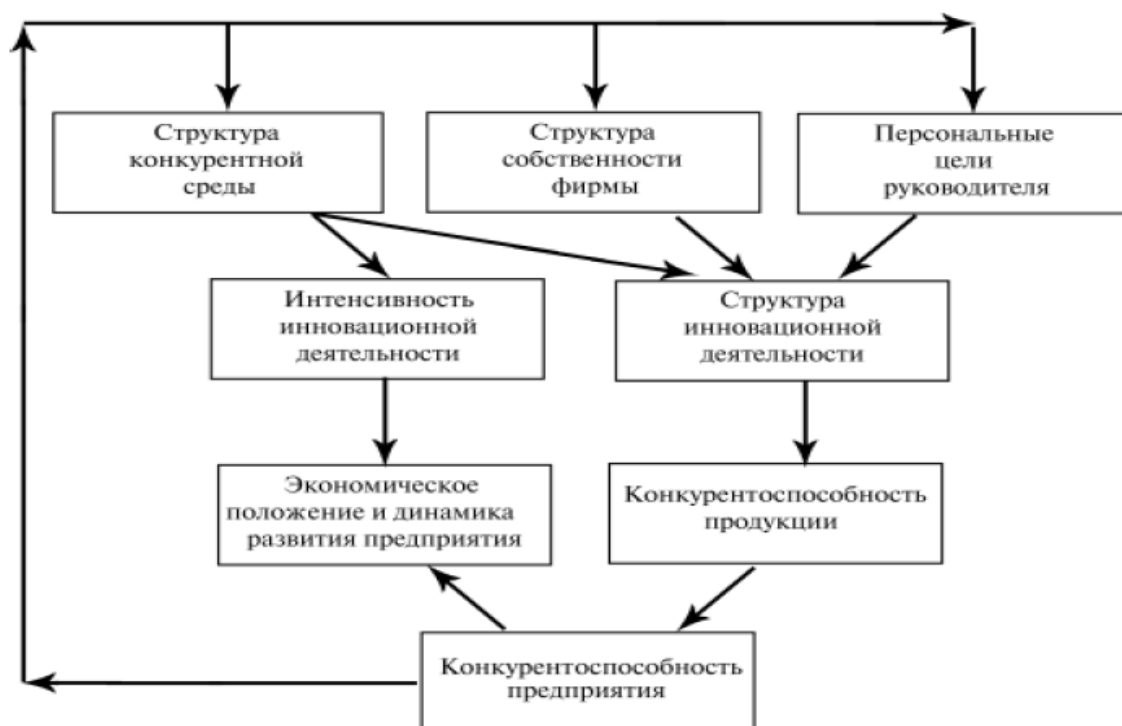 Структура
конкурентной
среды
Структура
собственности
фирмы
Персональные
цели
руководителя
Интенсивность
инновационной
деятельности
Структура
инновационной
деятельности
Экономическое
положение и динамика
развития предприятия
Конкурентоспособность
продукции
Конкурентоспособность
предприятия